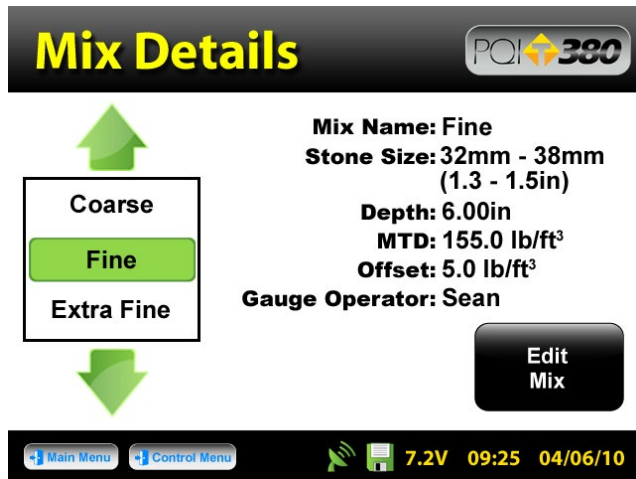 Mix Details
PQI 380
Coarse
Fine
Extra Fine
Mix Name: Fine
Stone Size: 32mm - 38mm
(1.3 - 1.5in)
Depth: 6.00in
MTD: 155.0 lb/ft³
Offset: 5.0 lb/ft³
Gauge Operator: Sean
Edit
Mix
Main Menu Control Menu 7.2V 09:25 04/06/10